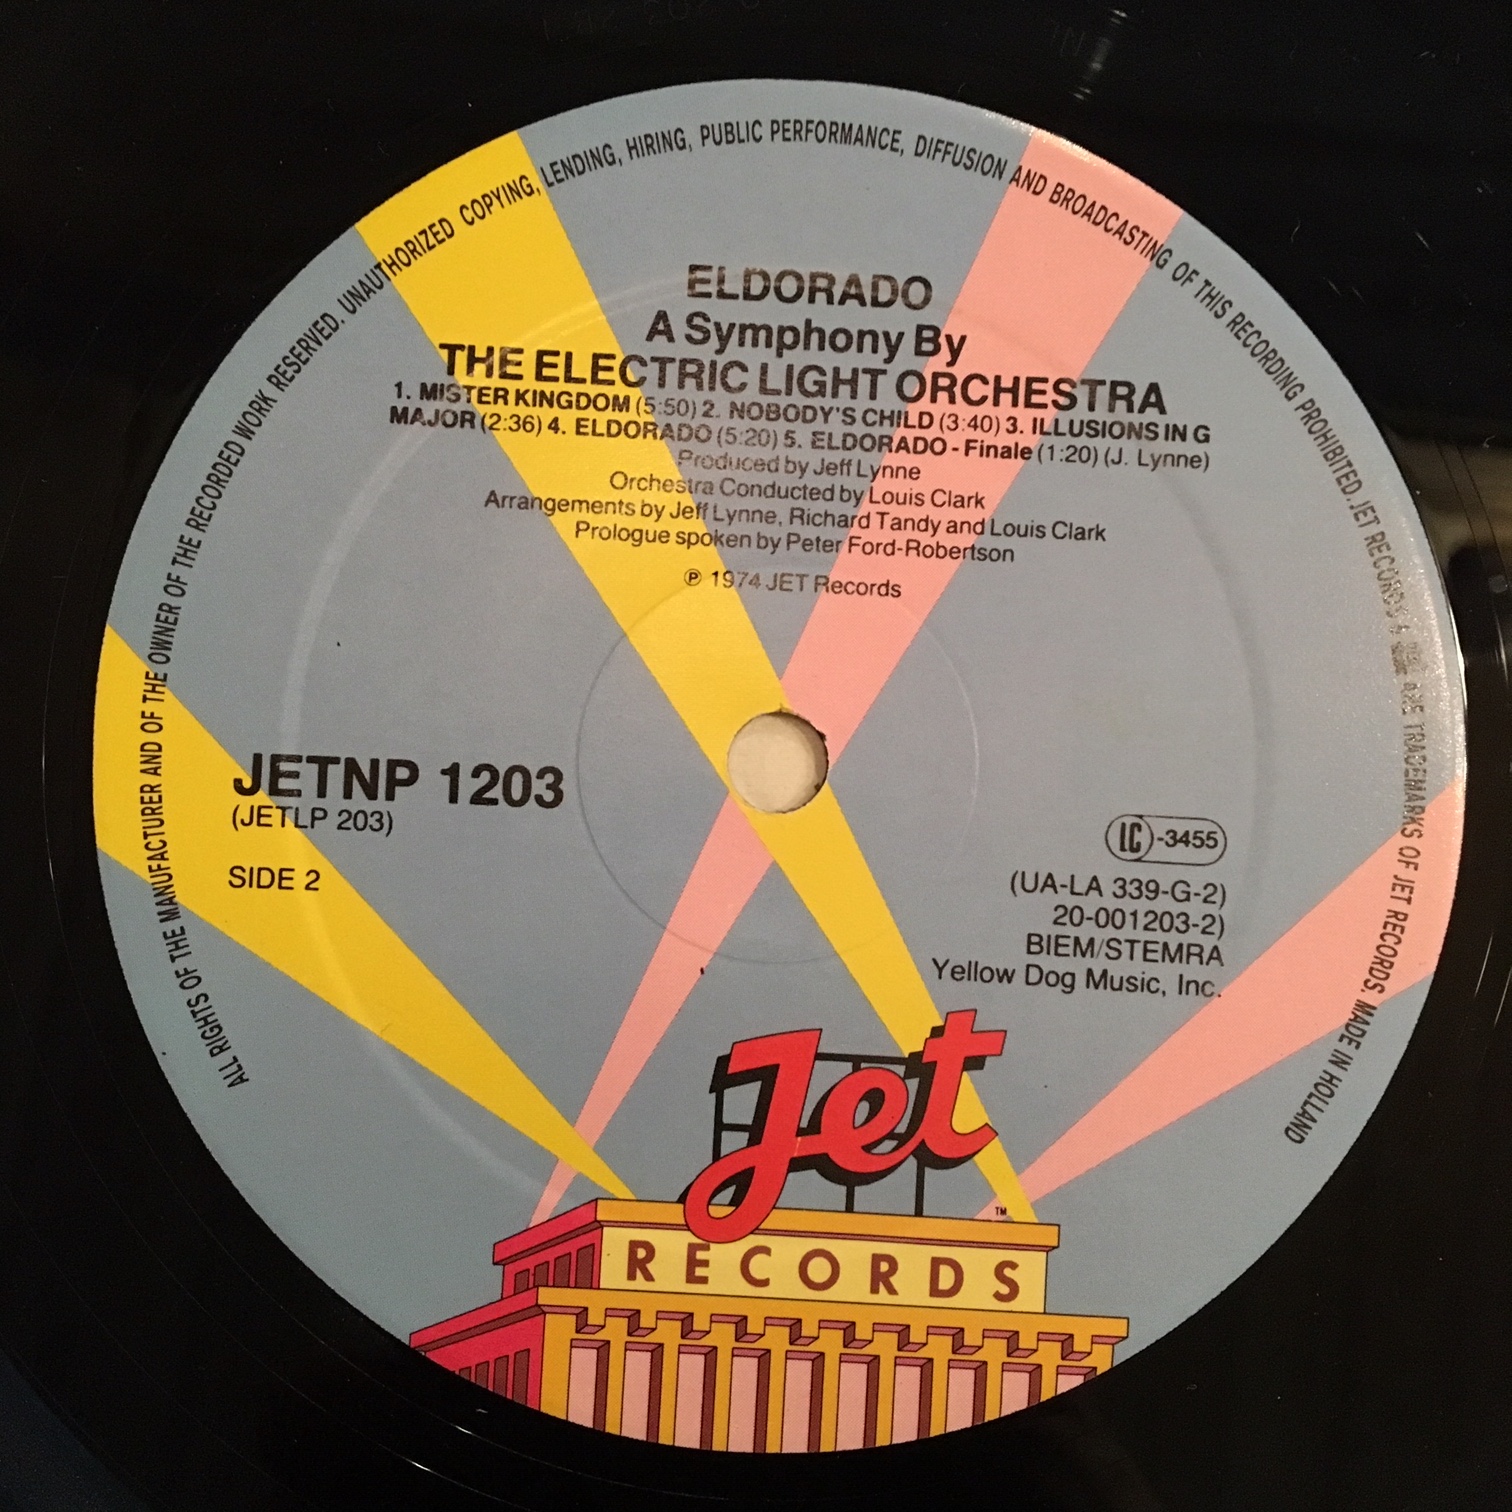 ALL RIGHTS OF THE MANUFACTURER AND OF THE OWNER OF THE RECORDED WORK RESERVED. UNAUTHORIZED COPYING, LENDING, HIRING, PUBLIC PERFORMANCE, DIFFUSION AND BROADCASTING OF THIS RECORDING PROHIBITED. JET RECORDS & ARE TRADEMARKS OF JET RECORDS. MADE IN HOLLAND
ELDORADO
A Symphony By
THE ELECTRIC LIGHT ORCHESTRA
1. MISTER KINGDOM (5:50) 2. NOBODY'S CHILD (3:40) 3. ILLUSIONS IN G
MAJOR (2:36) 4. ELDORADO (5:20) 5. ELDORADO - Finale (1:20) (J. Lynne)
Produced by Jeff Lynne
Orchestra Conducted by Louis Clark
Arrangements by Jeff Lynne, Richard Tandy and Louis Clark
Prologue spoken by Peter Ford-Robertson
℗ 1974 JET Records
JETNP 1203
(JETLP 203)
SIDE 2
LC-3455
(UA-LA 339-G-2)
20-001203-2)
BIEM/STEMRA
Yellow Dog Music, Inc.
Jet
TM
RECORDS